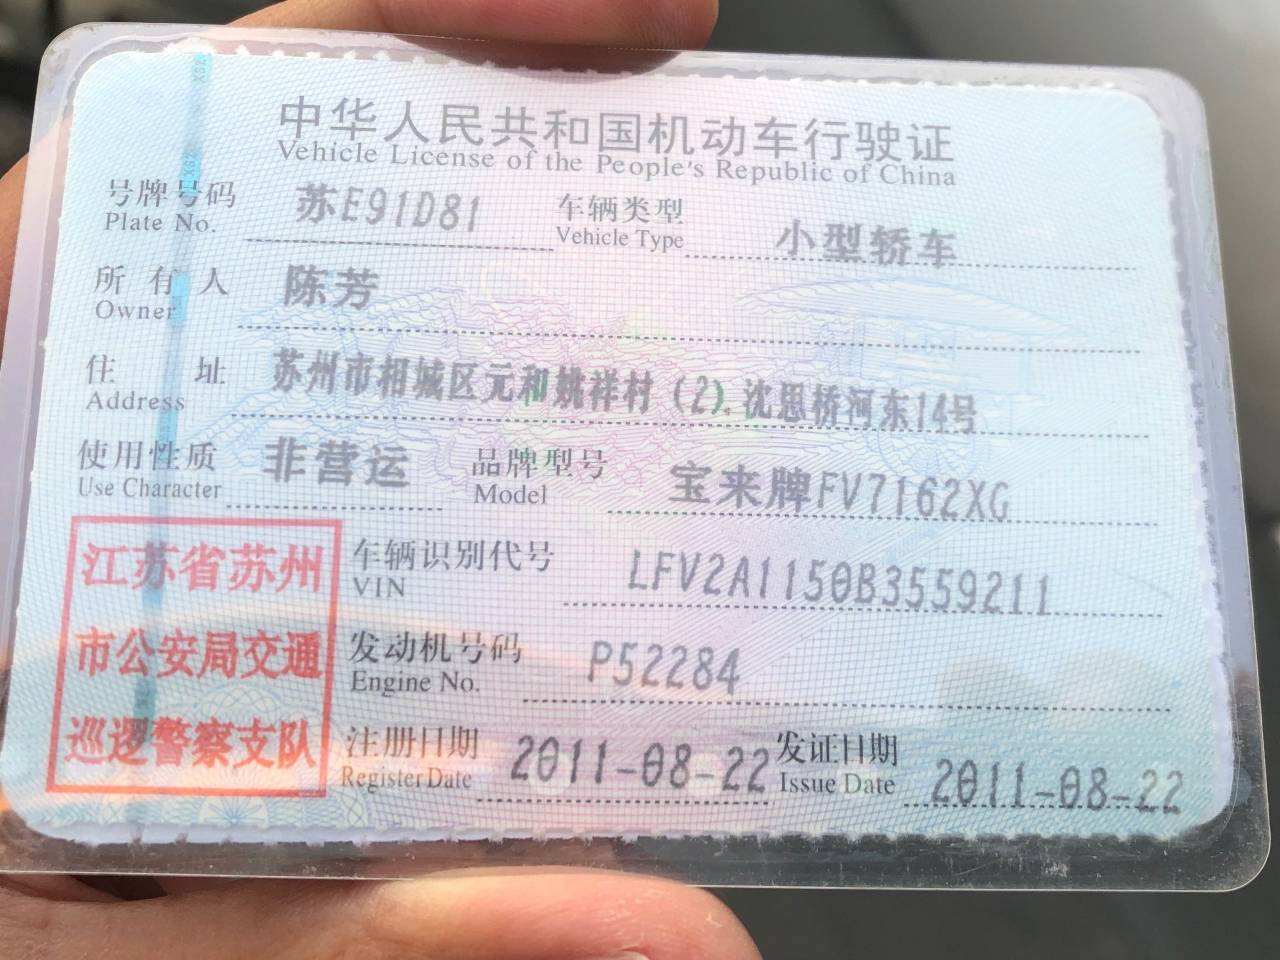 中华人民共和国机动车行驶证
Vehicle License of the People's Republic of China
号牌号码 苏E91D81 车辆类型 小型轿车
Plate No. Vehicle Type
所有人 陈芳
Owner
住址 苏州市相城区元和姚祥村(2)沈思桥河东14号
Address
使用性质 非营运 品牌型号 宝来牌FV7162XG
Use Character Model
江苏省苏州
市公安局交通
巡逻警察支队
车辆识别代号 LFV2A1150B3559211
VIN
发动机号码 P52284
Engine No.
注册日期 2011-08-22 发证日期 2011-08-22
Register Date Issue Date